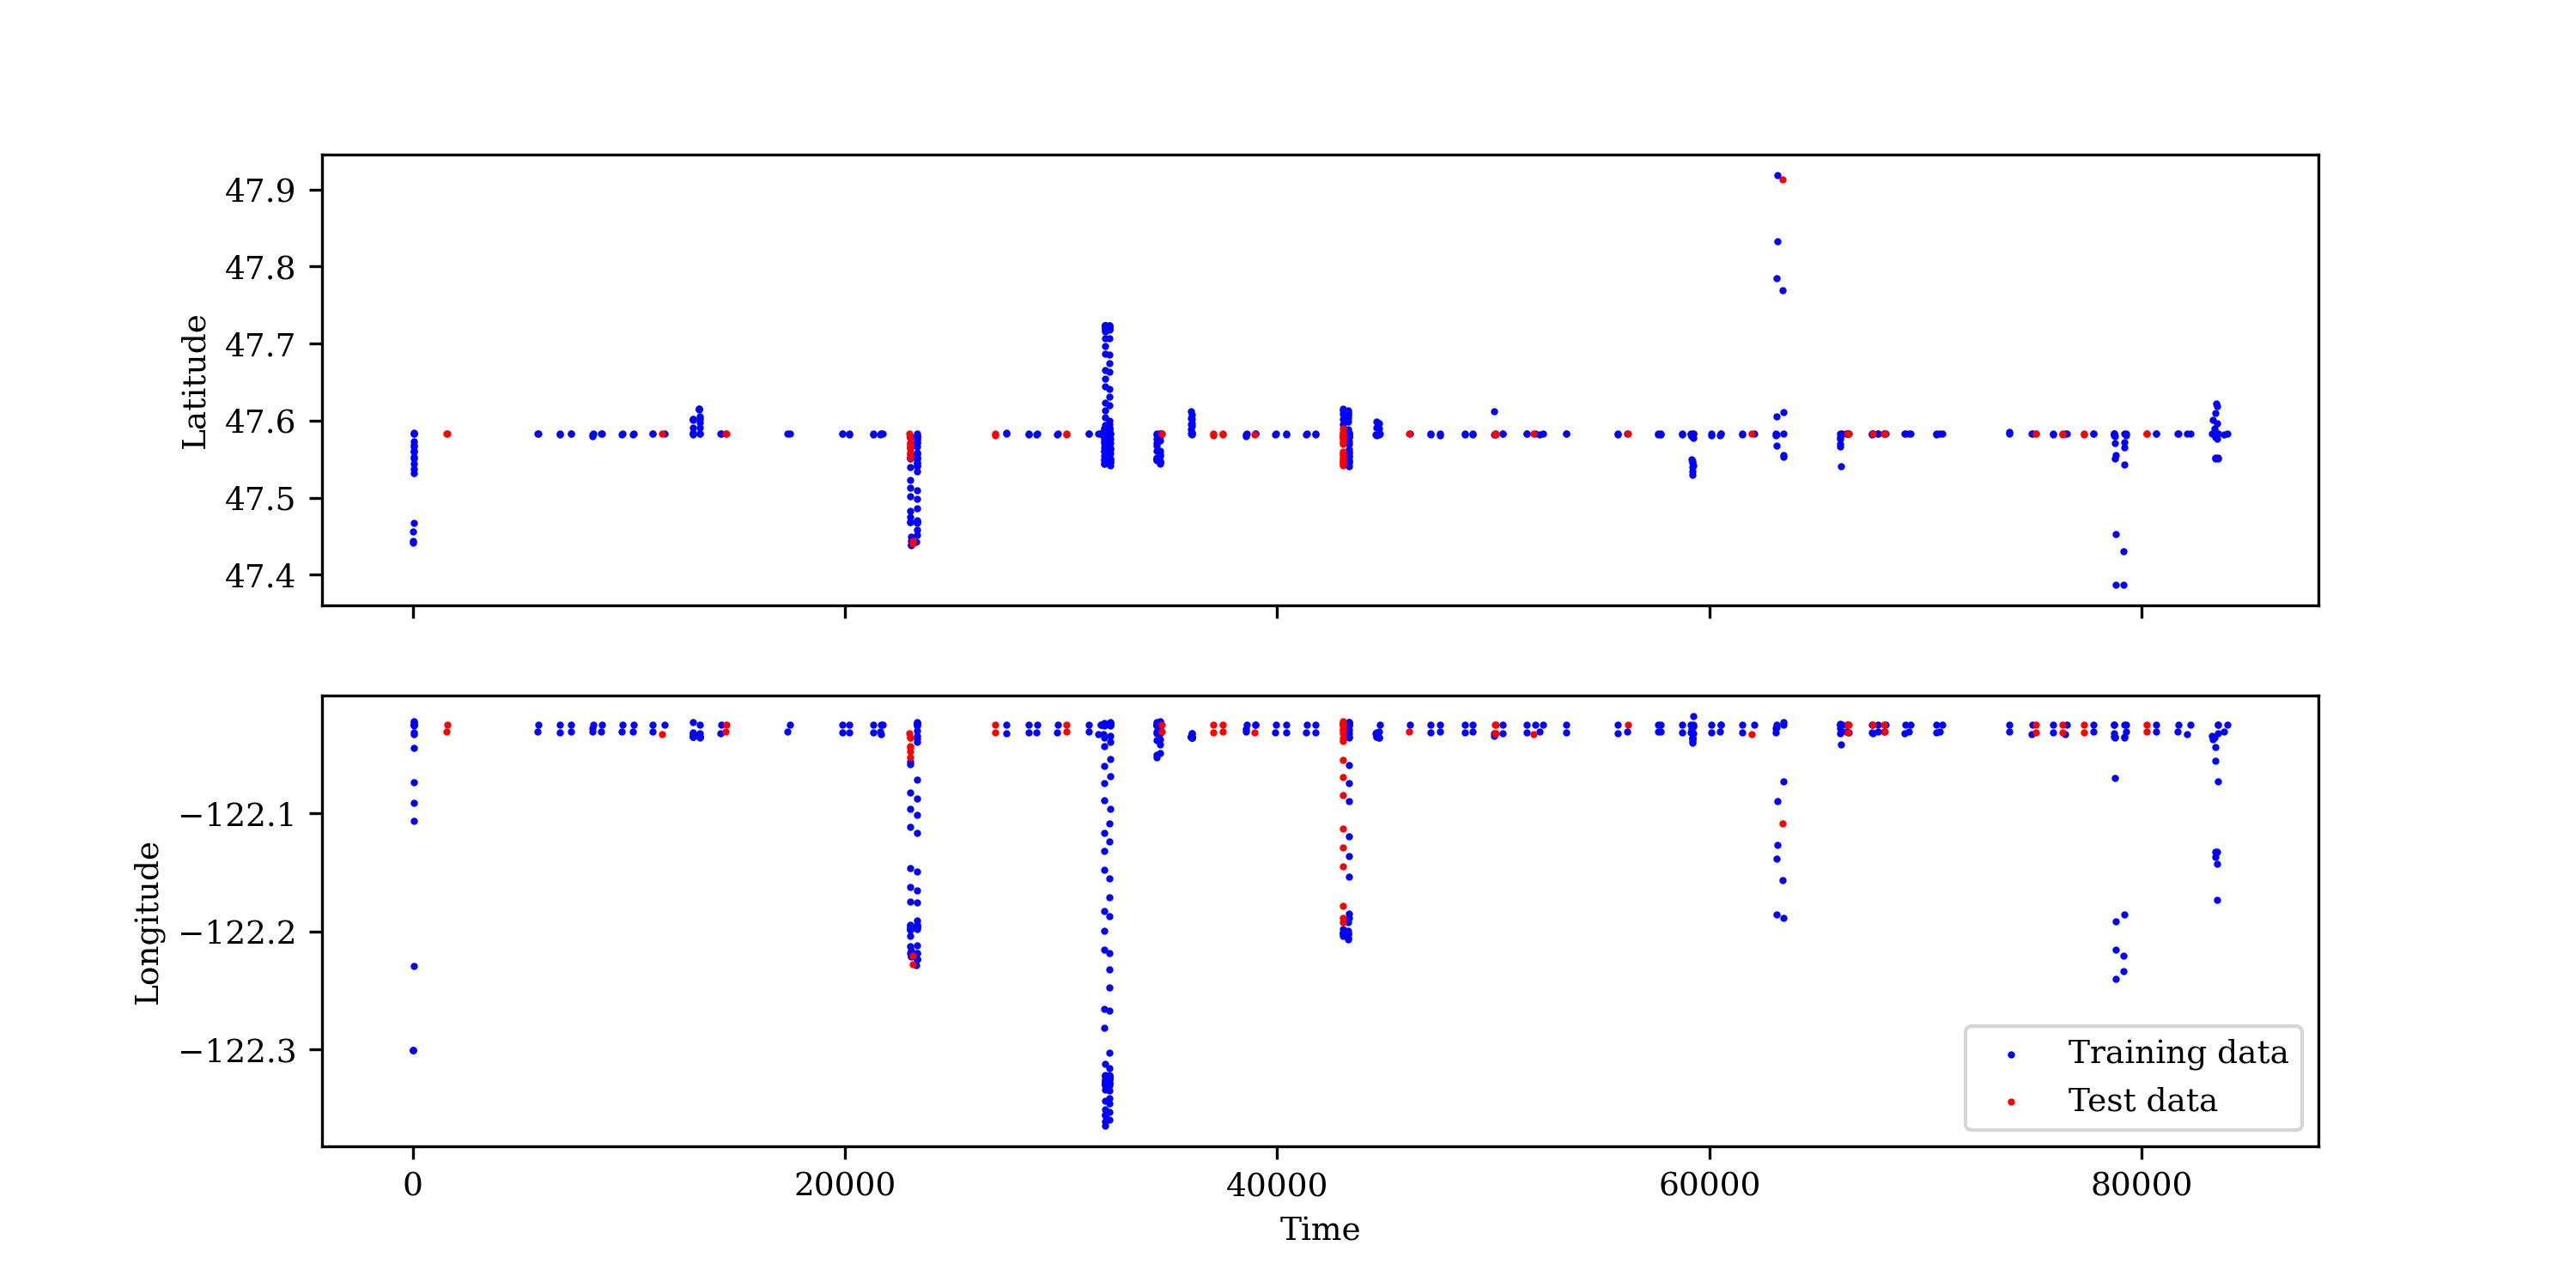 47.9
47.8
47.7
47.6
47.5
47.4
Latitude
−122.1
−122.2
−122.3
Longitude
Training data
Test data
0 20000 40000 60000 80000
Time